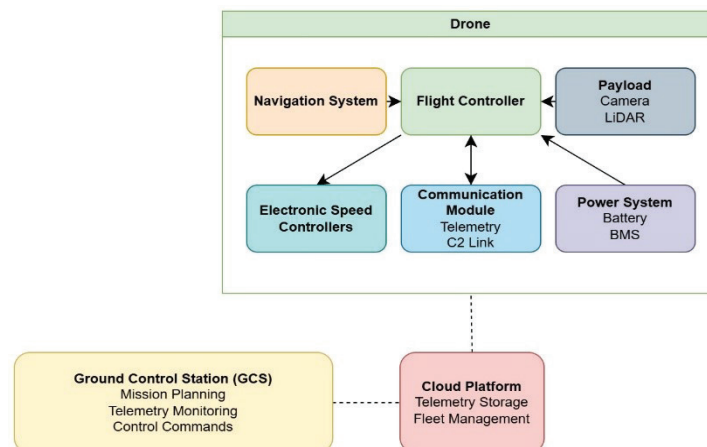 Drone
Navigation System
Flight Controller
Payload
Camera
LiDAR
Electronic Speed
Controllers
Communication
Module
Telemetry
C2 Link
Power System
Battery
BMS
Ground Control Station (GCS)
Mission Planning
Telemetry Monitoring
Control Commands
Cloud Platform
Telemetry Storage
Fleet Management